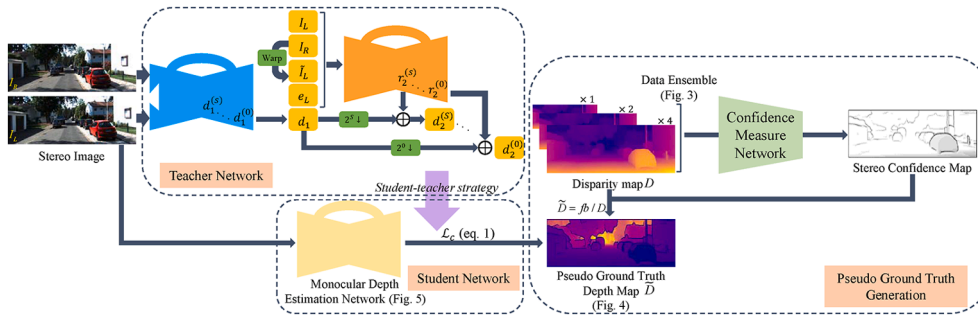 I_R
I_L
Stereo Image
d_1^{(s)} ... d_1^{(0)}
Teacher Network
Warp
I_L
I_R
Ĩ_L
e_L
d_1
r_2^{(s)} ... r_2^{(0)}
2^s ↓
d_2^{(s)} ...
2^0 ↓
d_2^{(0)}
Student-teacher strategy
ℒ_c (eq. 1)
Monocular Depth
Estimation Network (Fig. 5)
Student Network
Data Ensemble
(Fig. 3)
× 1
× 2
× 4
Disparity map D
Confidence
Measure
Network
Stereo Confidence Map
D̃ = fb / D
Pseudo Ground Truth
Depth Map D̃
(Fig. 4)
Pseudo Ground Truth
Generation